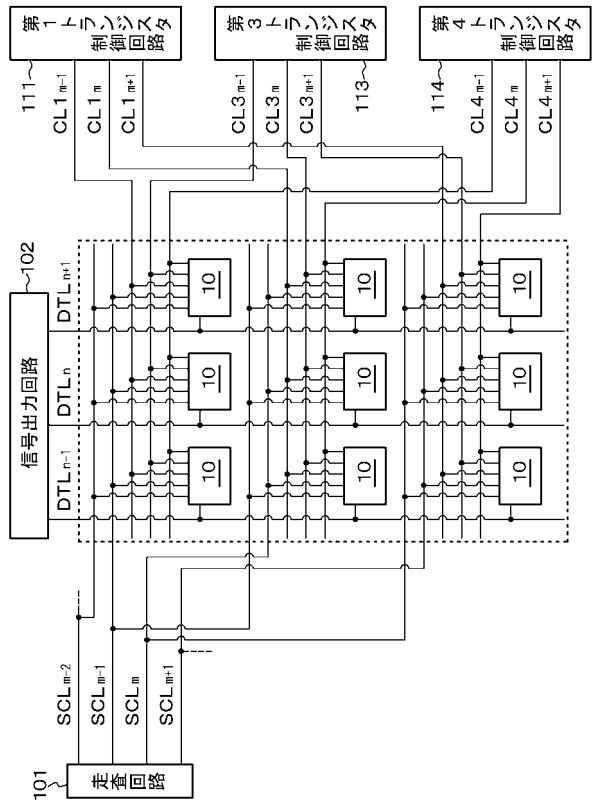 第1トランジスタ
制御回路
111
CL1m-1
CL1m
CL1m+1
第3トランジスタ
制御回路
113
CL3m-1
CL3m
CL3m+1
第4トランジスタ
制御回路
114
CL4m-1
CL4m
CL4m+1
102
信号出力回路
DTLn+1
DTLn
DTLn-1
10
10
10
10
10
10
10
10
10
SCLm-2
SCLm-1
SCLm
SCLm+1
101
走査回路